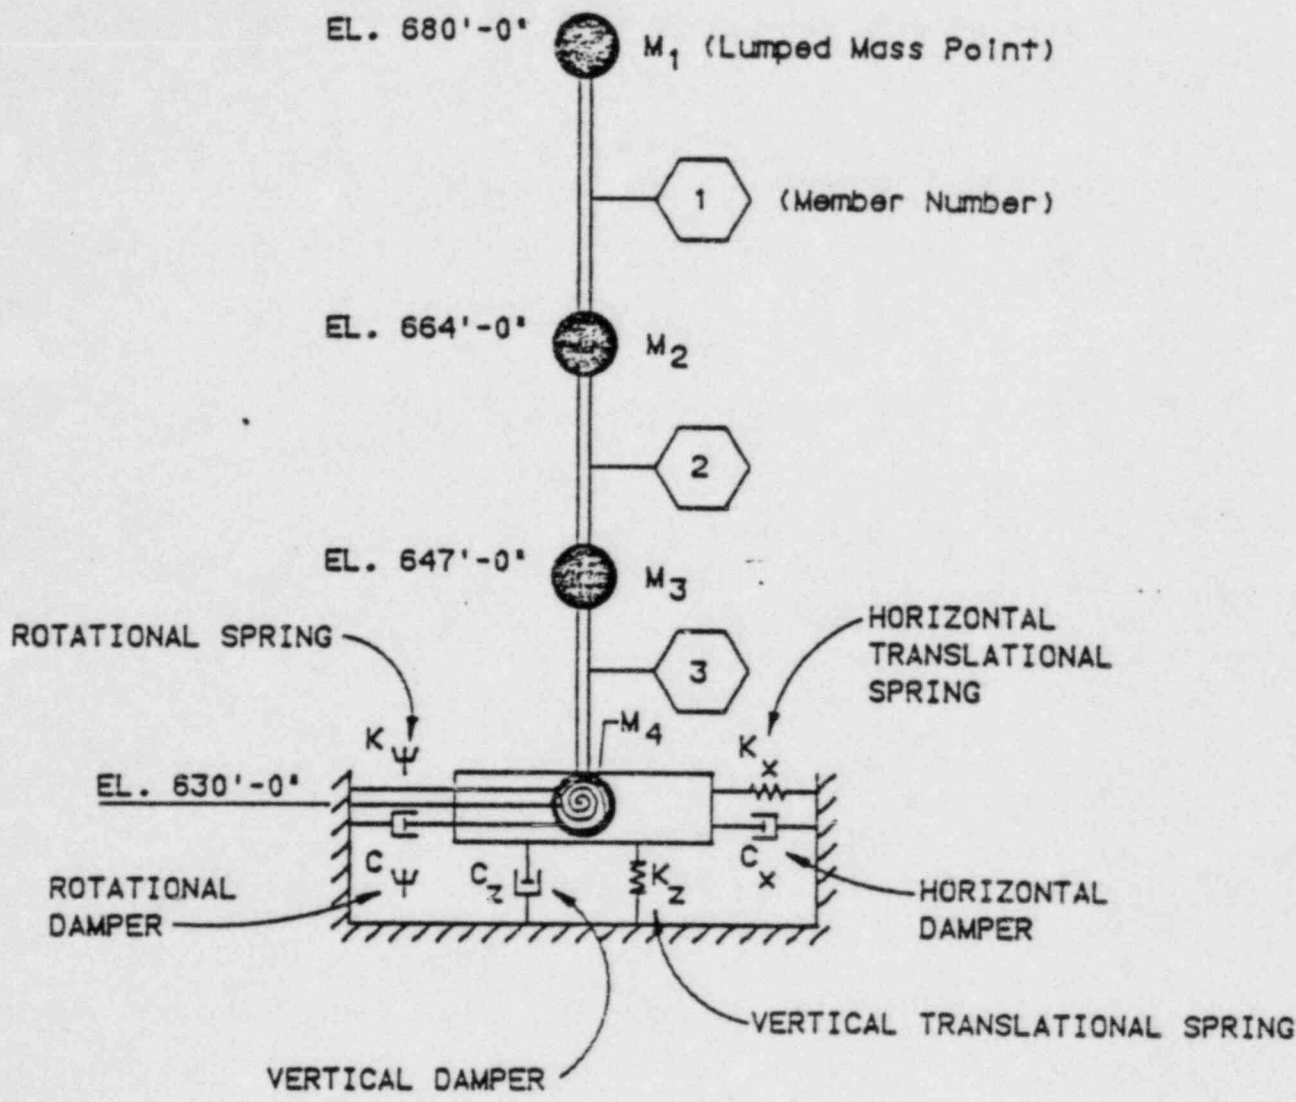 EL. 680'-0"
M1 (Lumped Mass Point)
1 (Member Number)
EL. 664'-0"
M2
2
EL. 647'-0"
M3
ROTATIONAL SPRING
HORIZONTAL
TRANSLATIONAL
SPRING
3
M4
KΨ
Kx
EL. 630'-0"
CΨ
Cz
Kz
Cx
ROTATIONAL
DAMPER
HORIZONTAL
DAMPER
VERTICAL TRANSLATIONAL SPRING
VERTICAL DAMPER